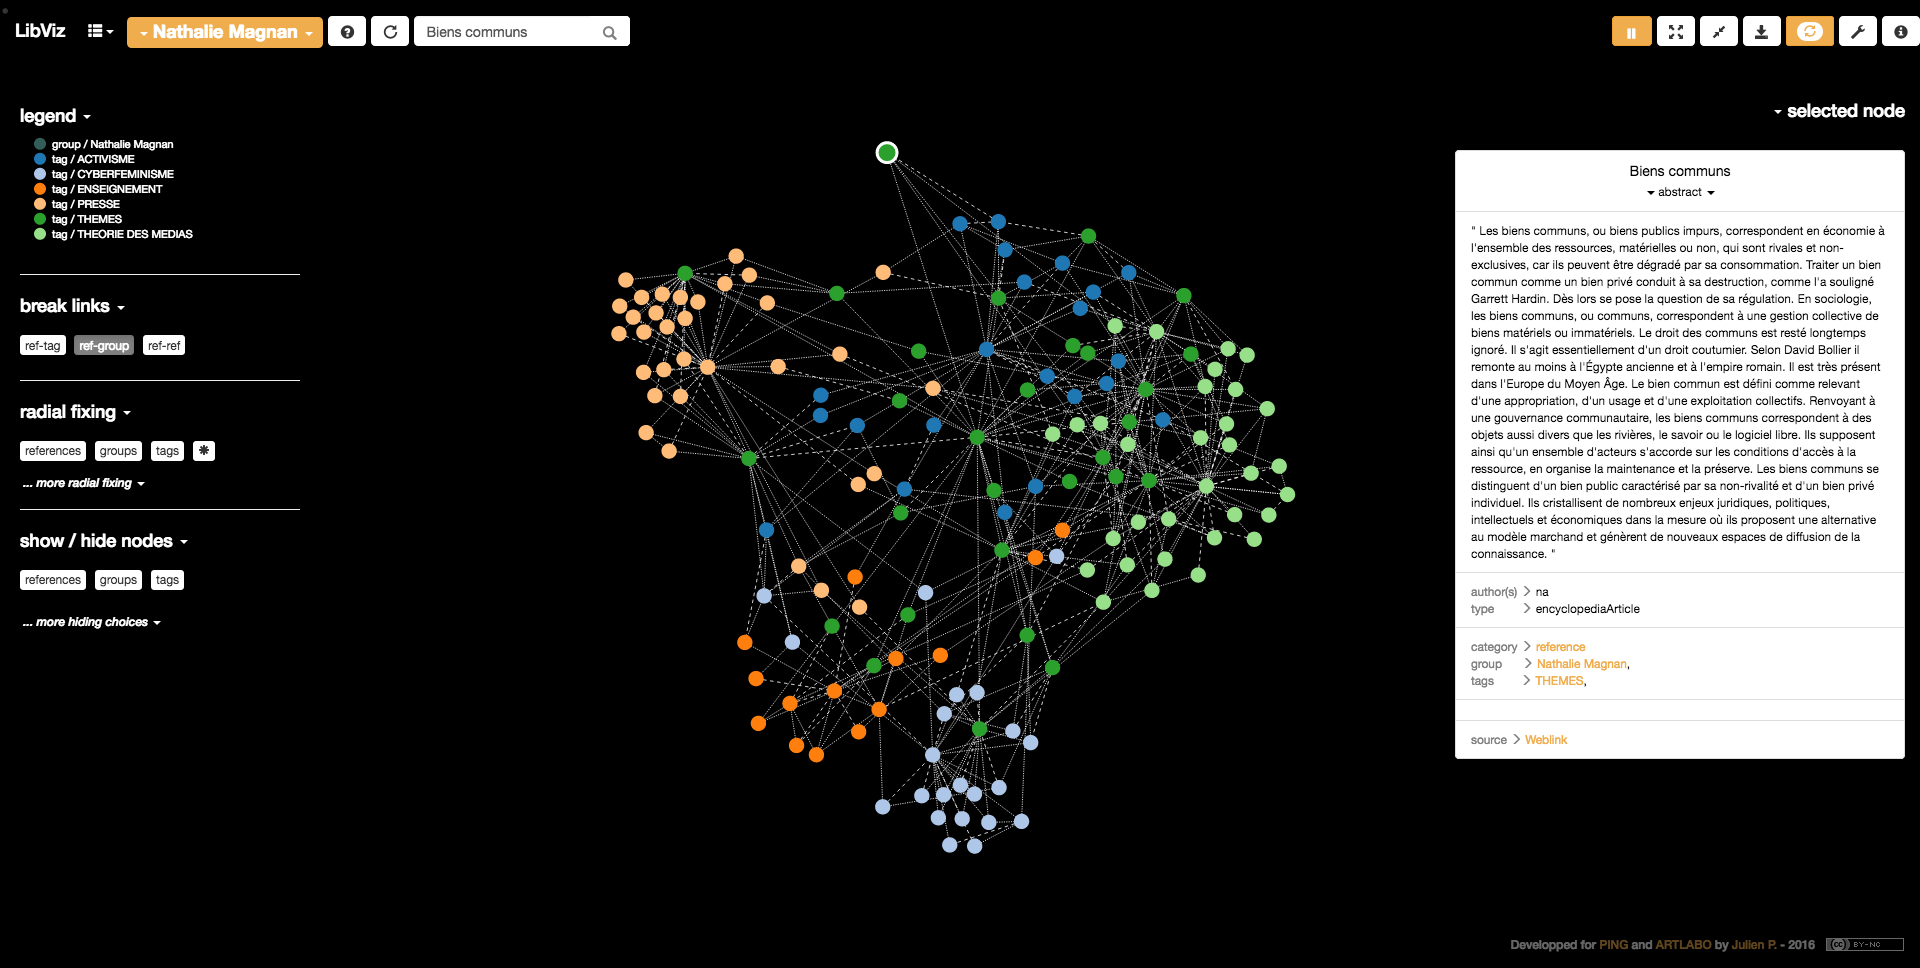 LibViz
Nathalie Magnan
Biens communs
legend
group / Nathalie Magnan
tag / ACTIVISME
tag / CYBERFEMINISME
tag / ENSEIGNEMENT
tag / PRESSE
tag / THEMES
tag / THEORIE DES MEDIAS
break links
ref-tag ref-group ref-ref
radial fixing
references groups tags
... more radial fixing
show / hide nodes
references groups tags
... more hiding choices
selected node
Biens communs
abstract
" Les biens communs, ou biens publics impurs, correspondent en économie à
l'ensemble des ressources, matérielles ou non, qui sont rivales et non-
exclusives, car ils peuvent être dégradé par sa consommation. Traiter un bien
commun comme un bien privé conduit à sa destruction, comme l'a souligné
Garrett Hardin. Dès lors se pose la question de sa régulation. En sociologie,
les biens communs, ou communs, correspondent à une gestion collective de
biens matériels ou immatériels. Le droit des communs est resté longtemps
ignoré. Il s'agit essentiellement d'un droit coutumier. Selon David Bollier il
remonte au moins à l'Égypte ancienne et à l'empire romain. Il est très présent
dans l'Europe du Moyen Âge. Le bien commun est défini comme relevant
d'une appropriation, d'un usage et d'une exploitation collectifs. Renvoyant à
une gouvernance communautaire, les biens communs correspondent à des
objets aussi divers que les rivières, le savoir ou le logiciel libre. Ils supposent
ainsi qu'un ensemble d'acteurs s'accorde sur les conditions d'accès à la
ressource, en organise la maintenance et la préserve. Les biens communs se
distinguent d'un bien public caractérisé par sa non-rivalité et d'un bien privé
individuel. Ils cristallisent de nombreux enjeux juridiques, politiques,
intellectuels et économiques dans la mesure où ils proposent une alternative
au modèle marchand et génèrent de nouveaux espaces de diffusion de la
connaissance. "
author(s) > na
type > encyclopediaArticle
category > reference
group > Nathalie Magnan,
tags > THEMES,
source > Weblink
Developped for PING and ARTLABO by Julien P. - 2016
cc BY-NC